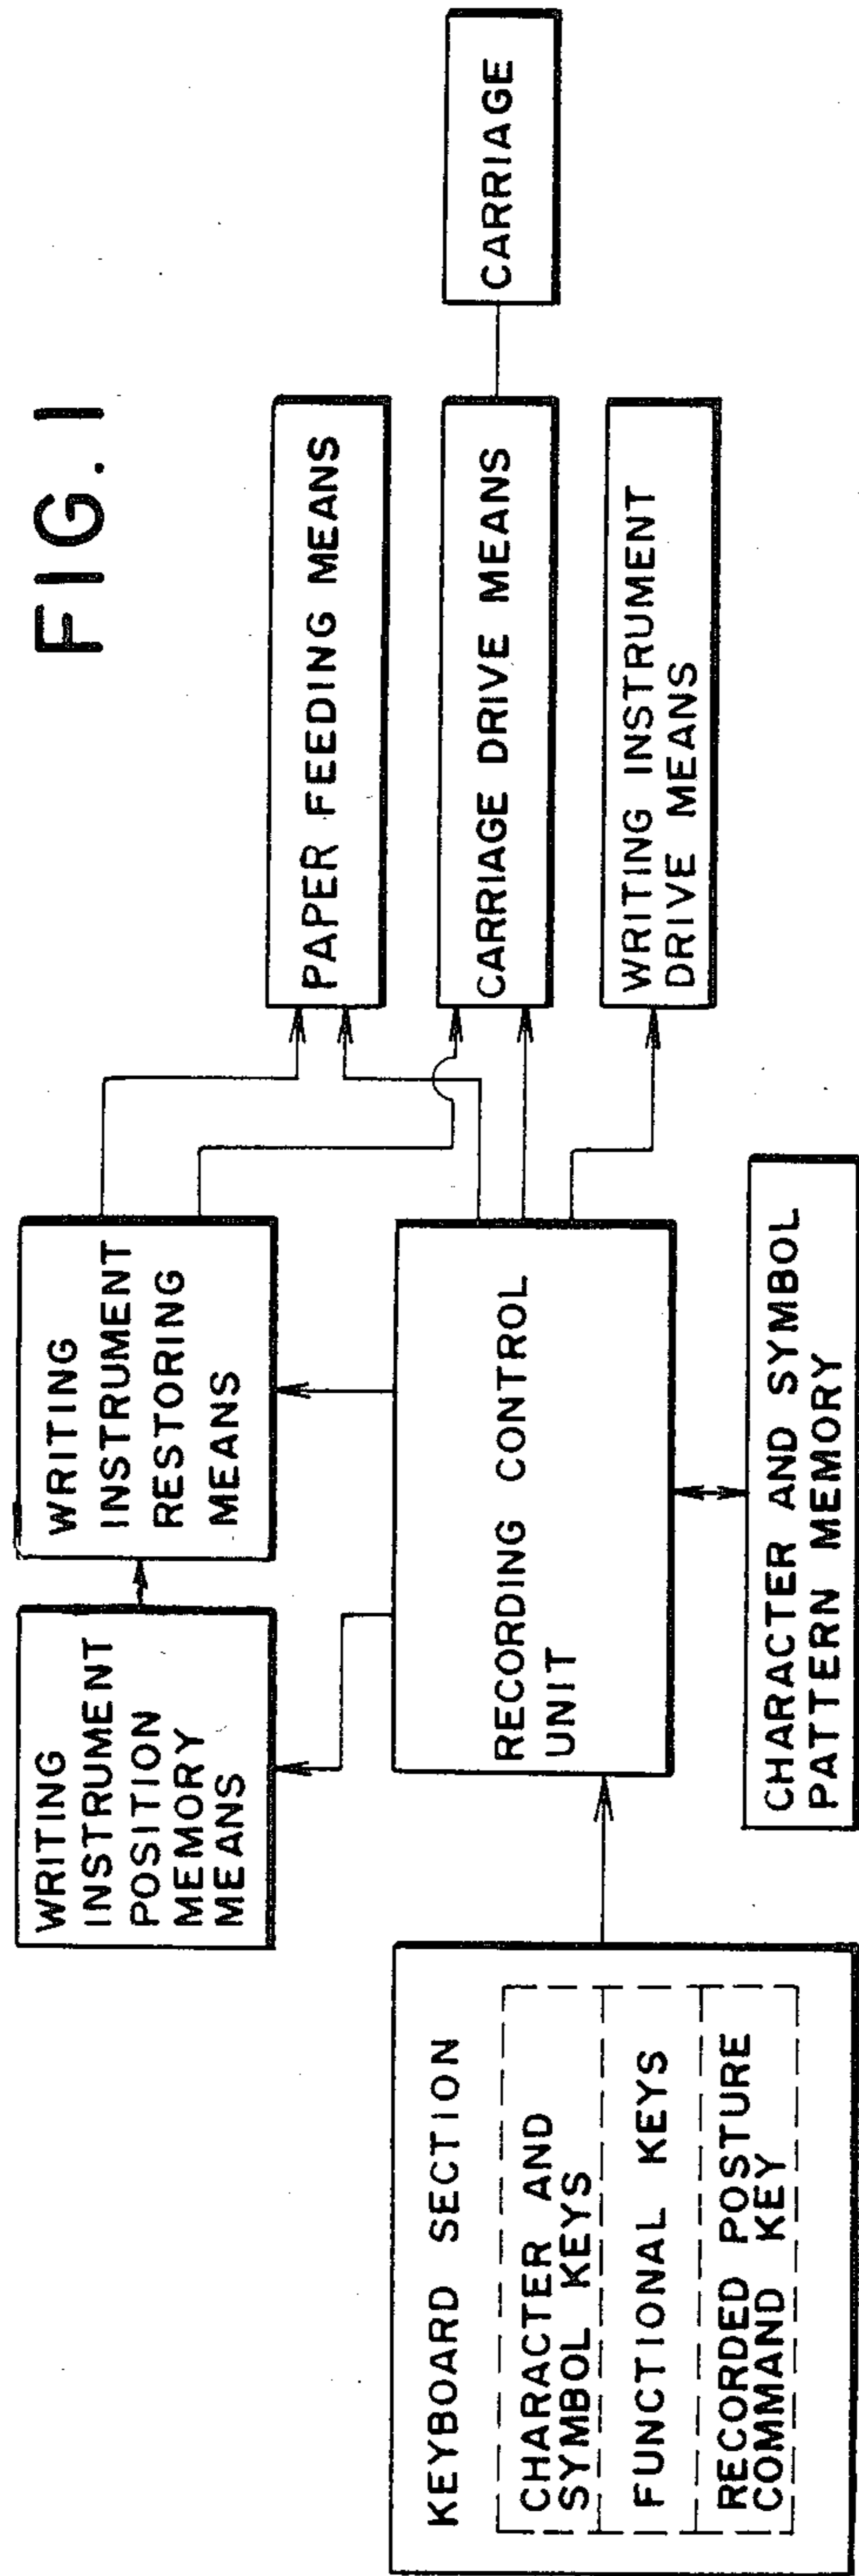 FIG. 1
WRITING
INSTRUMENT
POSITION
MEMORY
MEANS
WRITING
INSTRUMENT
RESTORING
MEANS
PAPER FEEDING MEANS
CARRIAGE DRIVE MEANS
CARRIAGE
WRITING INSTRUMENT
DRIVE MEANS
KEYBOARD SECTION
CHARACTER AND
SYMBOL KEYS
FUNCTIONAL KEYS
RECORDED POSTURE
COMMAND KEY
RECORDING CONTROL
UNIT
CHARACTER AND SYMBOL
PATTERN MEMORY